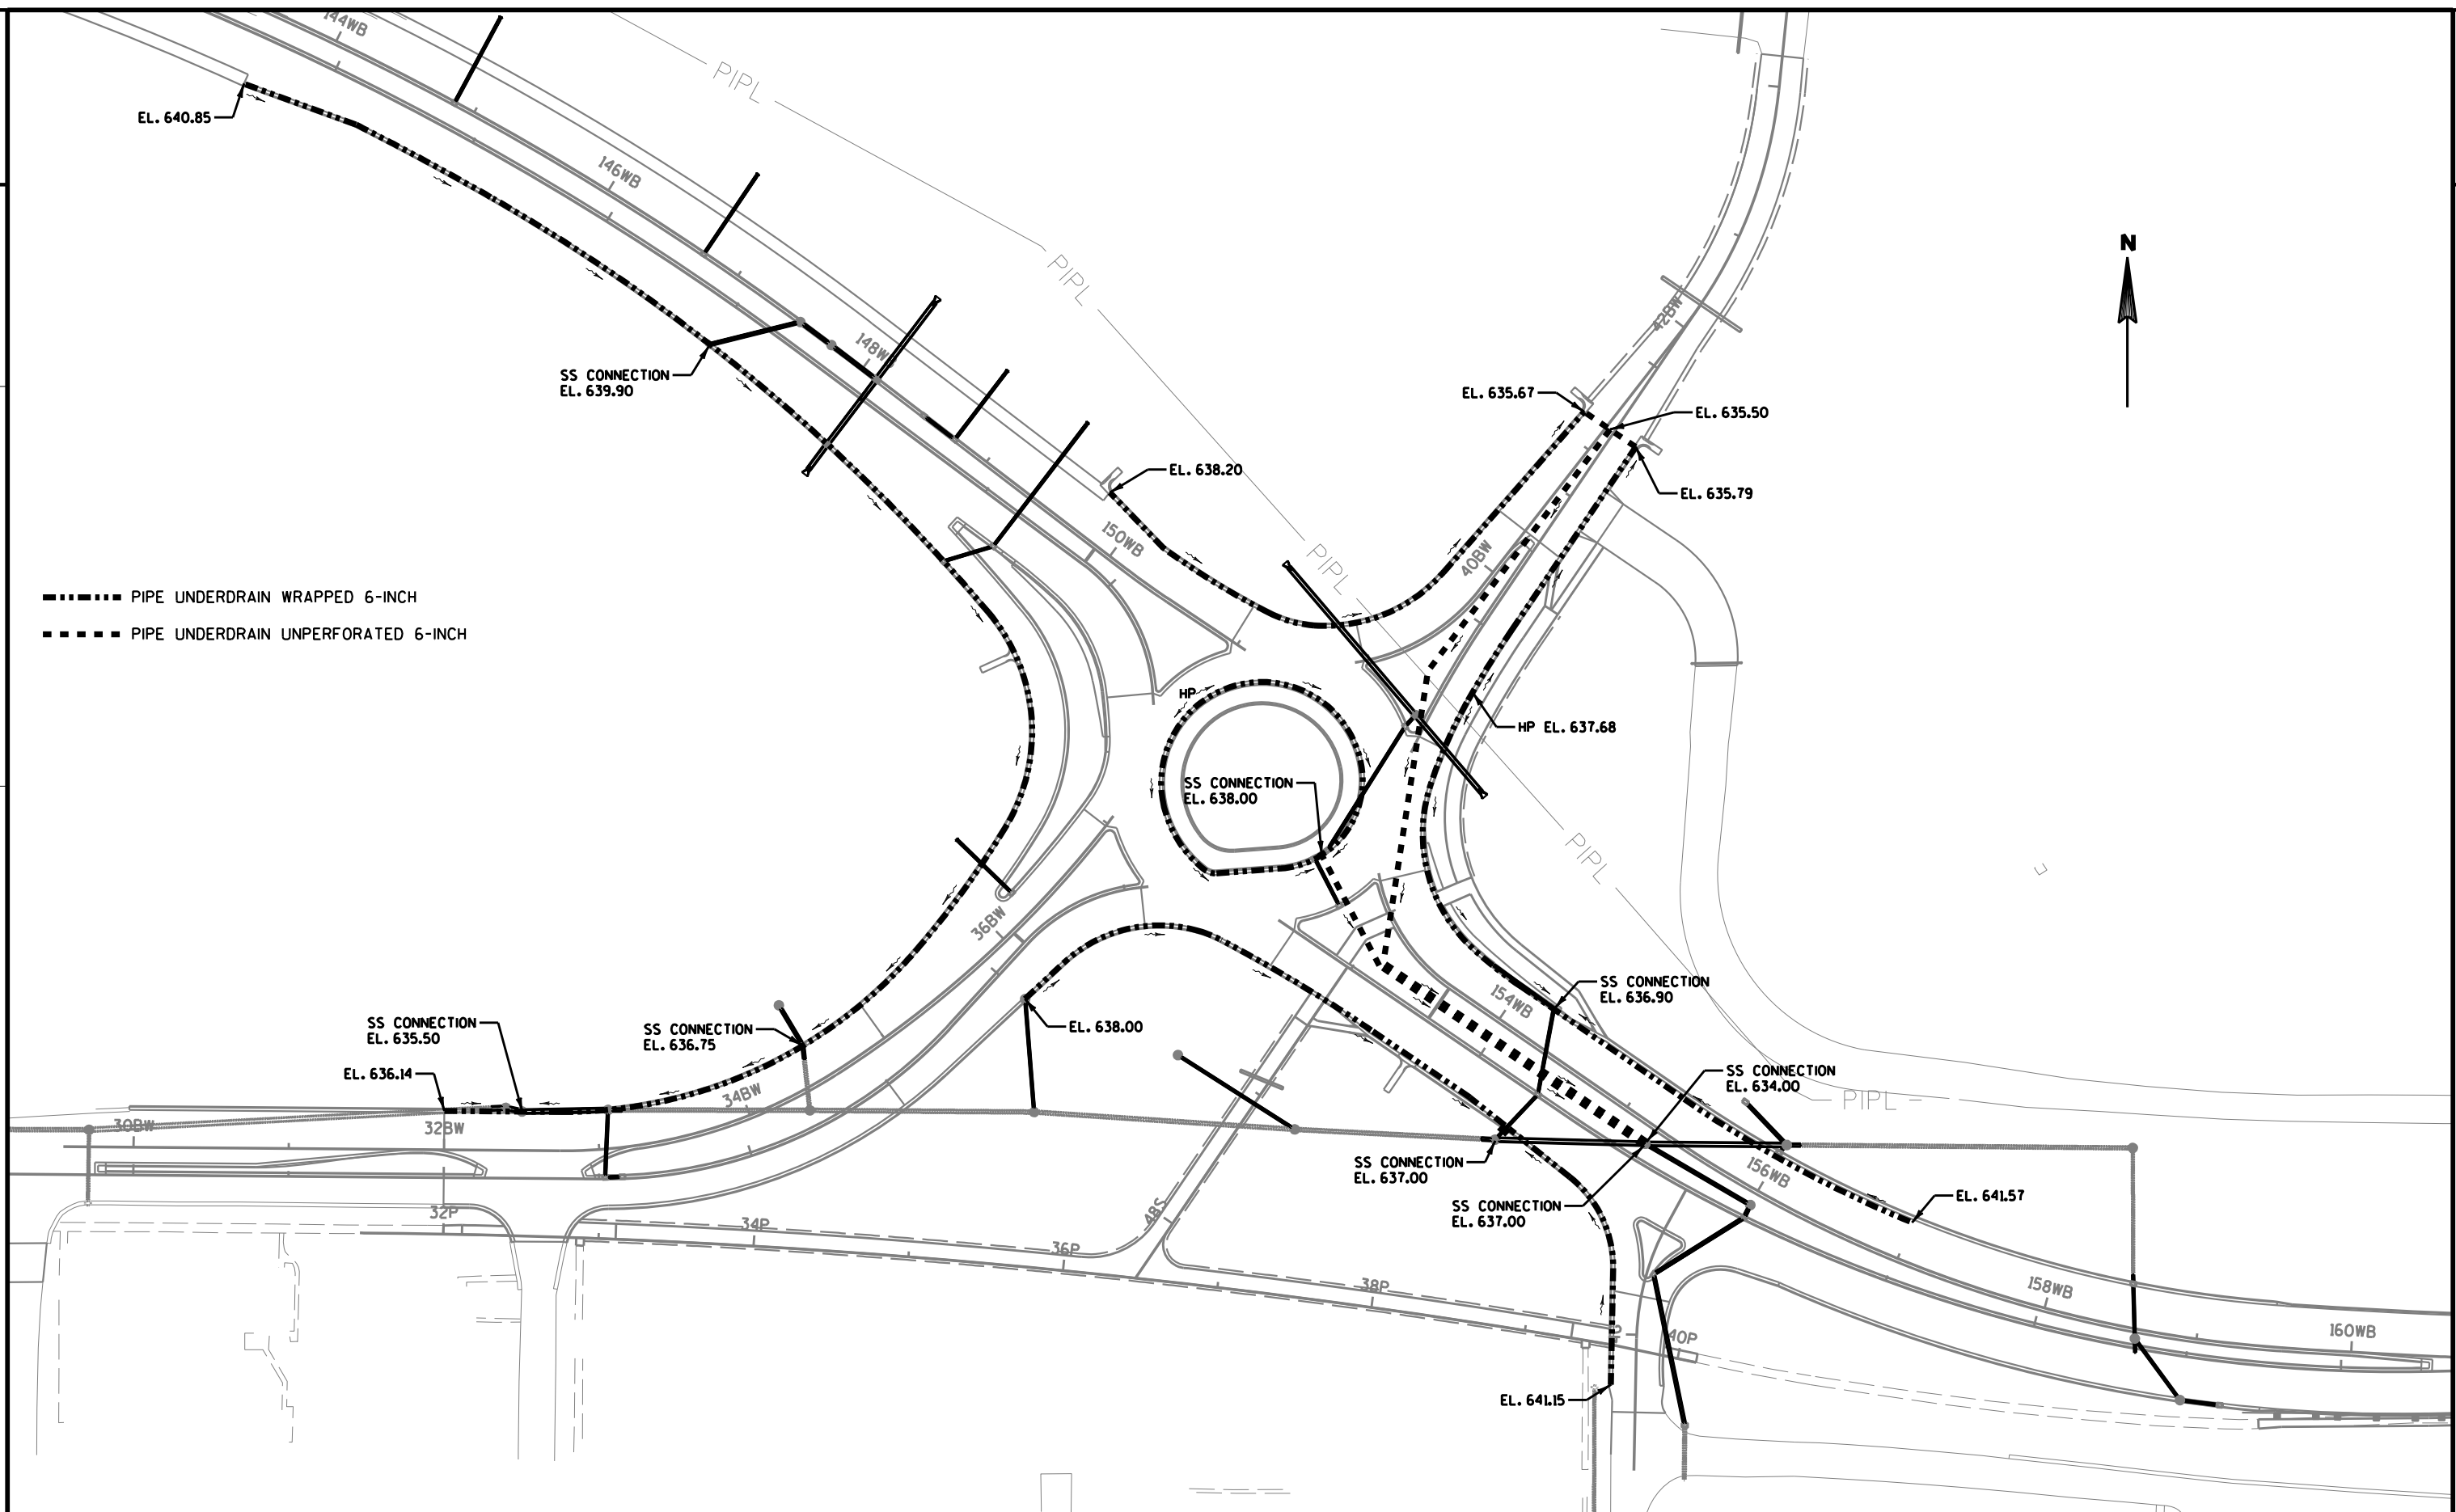 144WB
PIPL
EL. 640.85
146WB
N
PIPL
42BW
148W
SS CONNECTION
EL. 639.90
EL. 635.67
EL. 635.50
EL. 638.20
EL. 635.79
150WB
PIPL
40BW
PIPE UNDERDRAIN WRAPPED 6-INCH
PIPE UNDERDRAIN UNPERFORATED 6-INCH
HP
HP EL. 637.68
SS CONNECTION
EL. 638.00
PIPL
36BW
SS CONNECTION
EL. 636.90
154WB
SS CONNECTION
EL. 635.50
SS CONNECTION
EL. 636.75
EL. 638.00
EL. 636.14
SS CONNECTION
EL. 634.00
34BW
PIPL
30BW
32BW
SS CONNECTION
EL. 637.00
156WB
EL. 641.57
SS CONNECTION
EL. 637.00
32P
34P
48S
36P
38P
158WB
40P
160WB
EL. 641.15